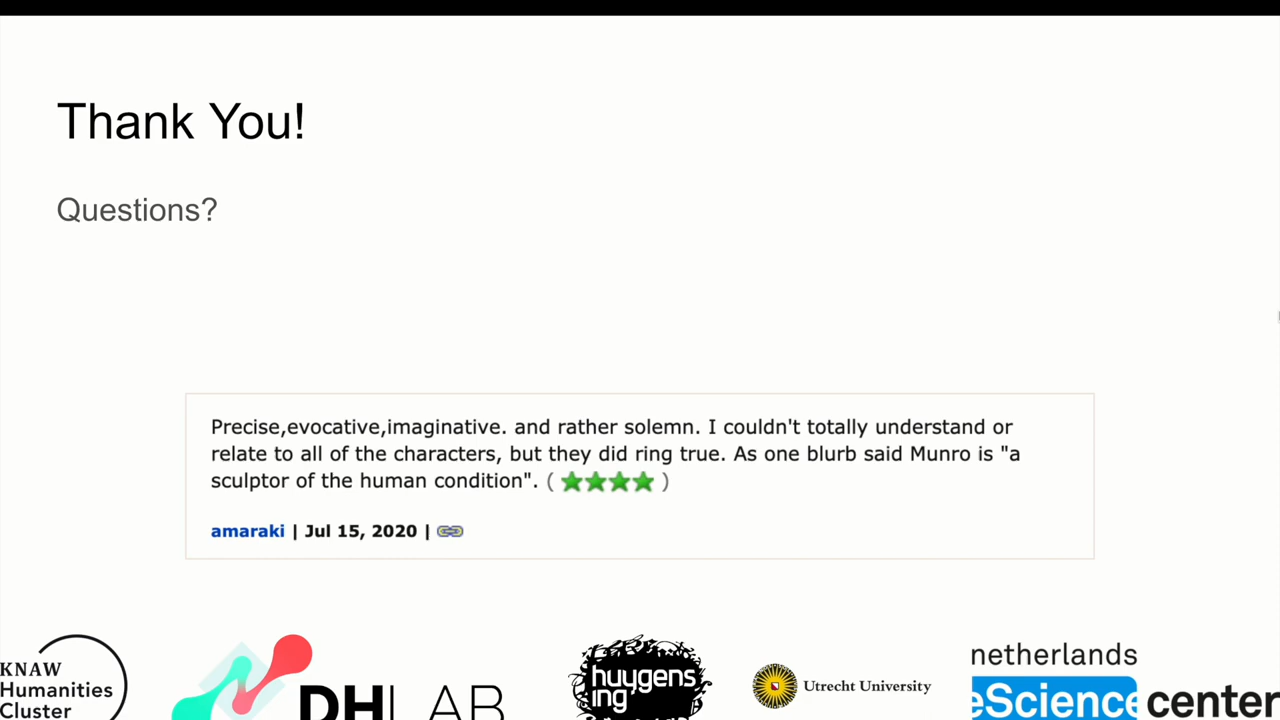 Thank You!
Questions?
Precise,evocative,imaginative. and rather solemn. I couldn't totally understand or
relate to all of the characters, but they did ring true. As one blurb said Munro is "a
sculptor of the human condition". ( )
amaraki | Jul 15, 2020 |
KNAW
Humanities
Cluster
DHLAB
huygens
ing
Utrecht University
netherlands
eScience center